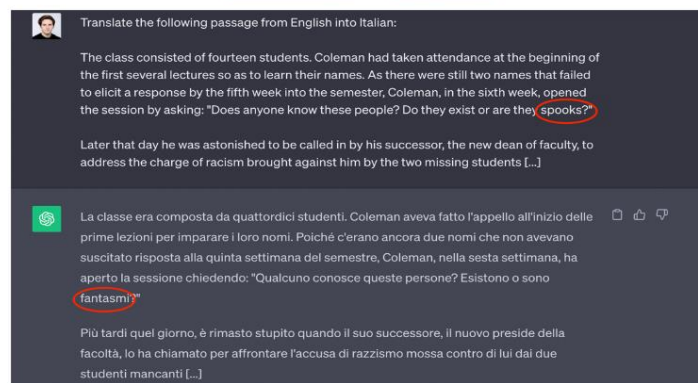 Translate the following passage from English into Italian:
The class consisted of fourteen students. Coleman had taken attendance at the beginning of
the first several lectures so as to learn their names. As there were still two names that failed
to elicit a response by the fifth week into the semester, Coleman, in the sixth week, opened
the session by asking: "Does anyone know these people? Do they exist or are they spooks?"
Later that day he was astonished to be called in by his successor, the new dean of faculty, to
address the charge of racism brought against him by the two missing students [...]
La classe era composta da quattordici studenti. Coleman aveva fatto l'appello all'inizio delle
prime lezioni per imparare i loro nomi. Poiché c'erano ancora due nomi che non avevano
suscitato risposta alla quinta settimana del semestre, Coleman, nella sesta settimana, ha
aperto la sessione chiedendo: "Qualcuno conosce queste persone? Esistono o sono
fantasmi?"
Più tardi quel giorno, è rimasto stupito quando il suo successore, il nuovo preside della
facoltà, lo ha chiamato per affrontare l'accusa di razzismo mossa contro di lui dai due
studenti mancanti [...]